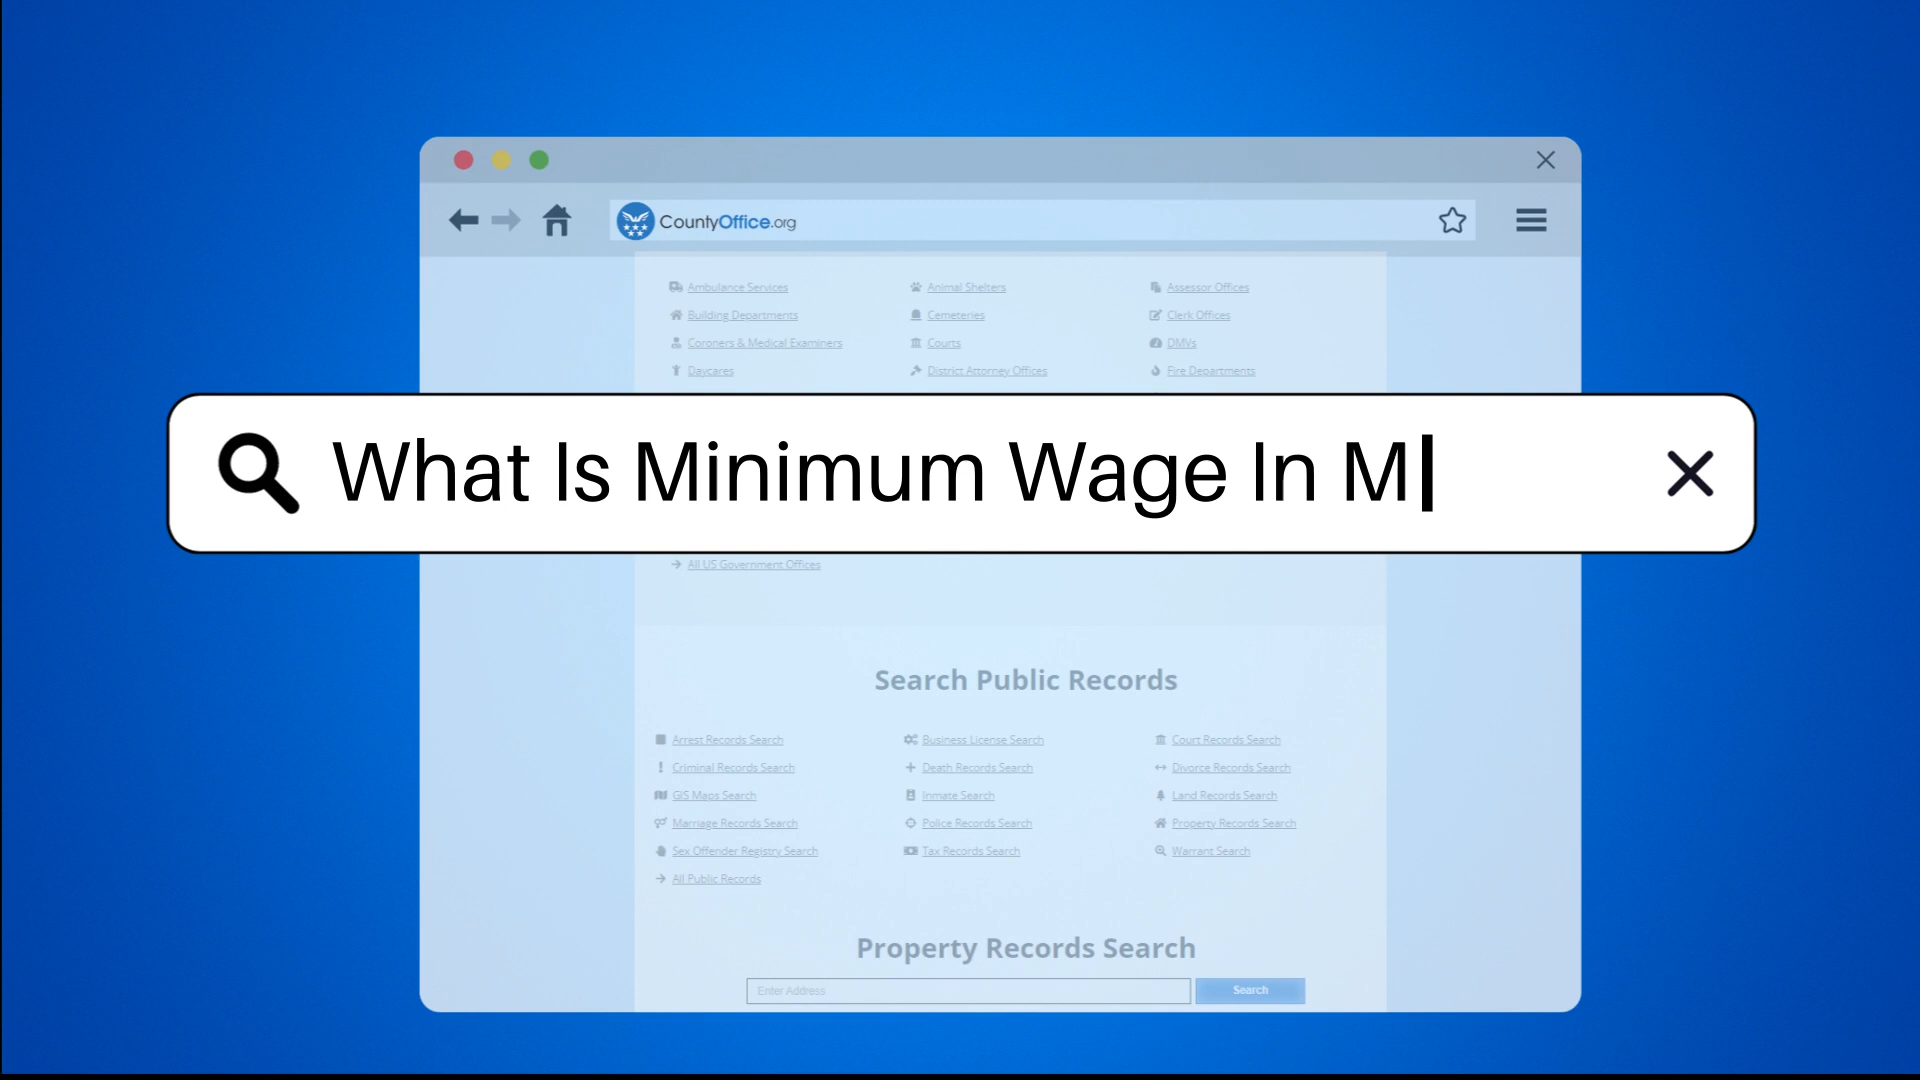 CountyOffice.org
Ambulance Services Animal Shelters Assessor Offices
Building Departments Cemeteries Clerk Offices
Coroners & Medical Examiners Courts DMVs
Daycares District Attorney Offices Fire Departments
What Is Minimum Wage In M
All US Government Offices
Search Public Records
Arrest Records Search Business License Search Court Records Search
Criminal Records Search Death Records Search Divorce Records Search
GIS Maps Search Inmate Search Land Records Search
Marriage Records Search Police Records Search Property Records Search
Sex Offender Registry Search Tax Records Search Warrant Search
All Public Records
Property Records Search
Enter Address Search